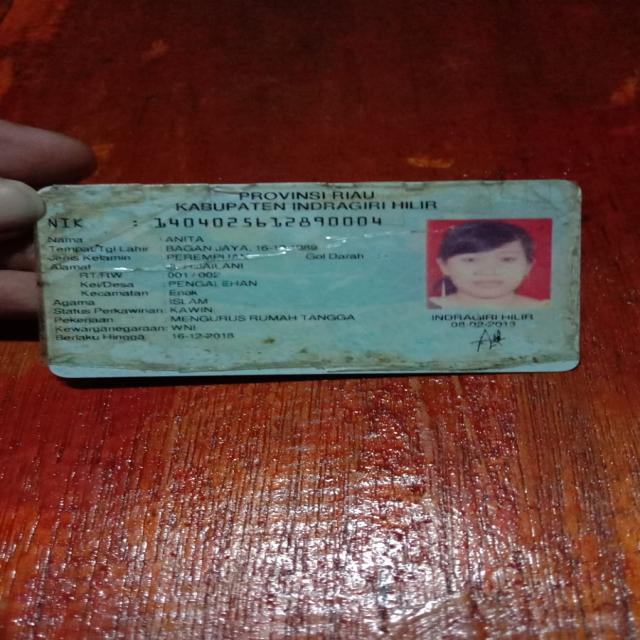 PROVINSI RIAU
KABUPATEN INDRAGIRI HILIR
NIK : 1404025612890004
Nama : ANITA
Tempat/Tgl Lahir : BAGAN JAYA, 16-12-1989
Jenis Kelamin : PEREMPUAN Gol Darah
Alamat
RT/RW : 001 / 002
Kel/Desa : PENGALEHAN
Kecamatan : Enok
Agama : ISLAM
Status Perkawinan : KAWIN
Pekerjaan : MENGURUS RUMAH TANGGA
Kewarganegaraan : WNI
Berlaku Hingga : 16-12-2018
INDRAGIRI HILIR
08-02-2013